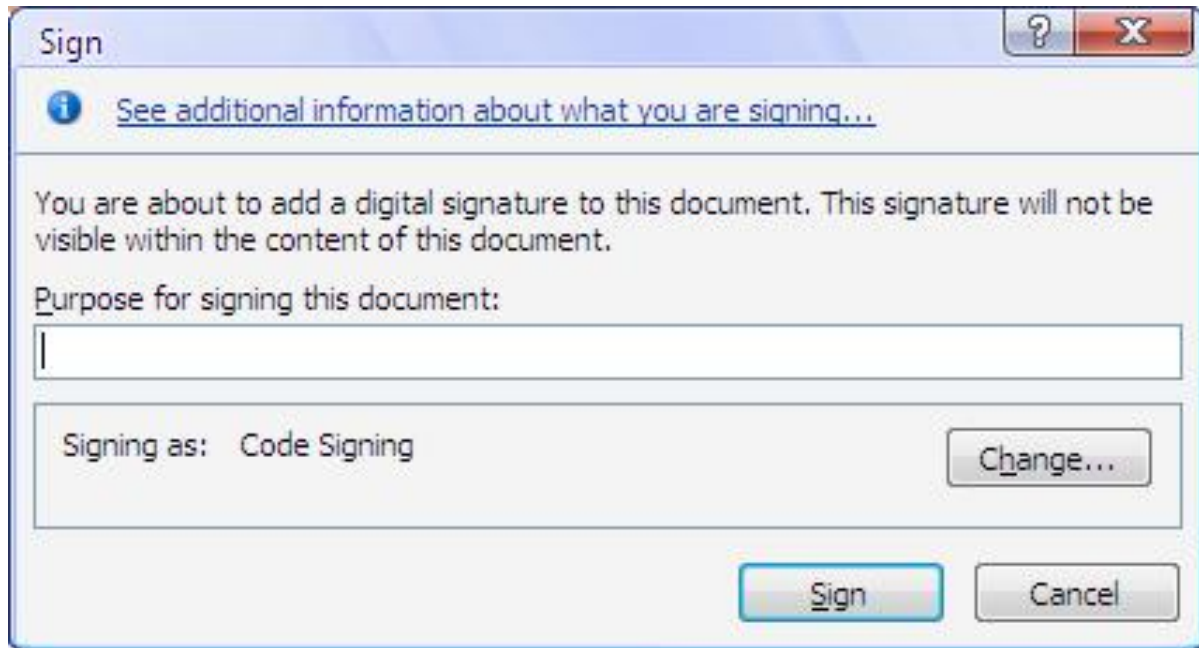 Sign
?
X
See additional information about what you are signing...
You are about to add a digital signature to this document. This signature will not be
visible within the content of this document.
Purpose for signing this document:
Signing as: Code Signing
Change...
Sign
Cancel